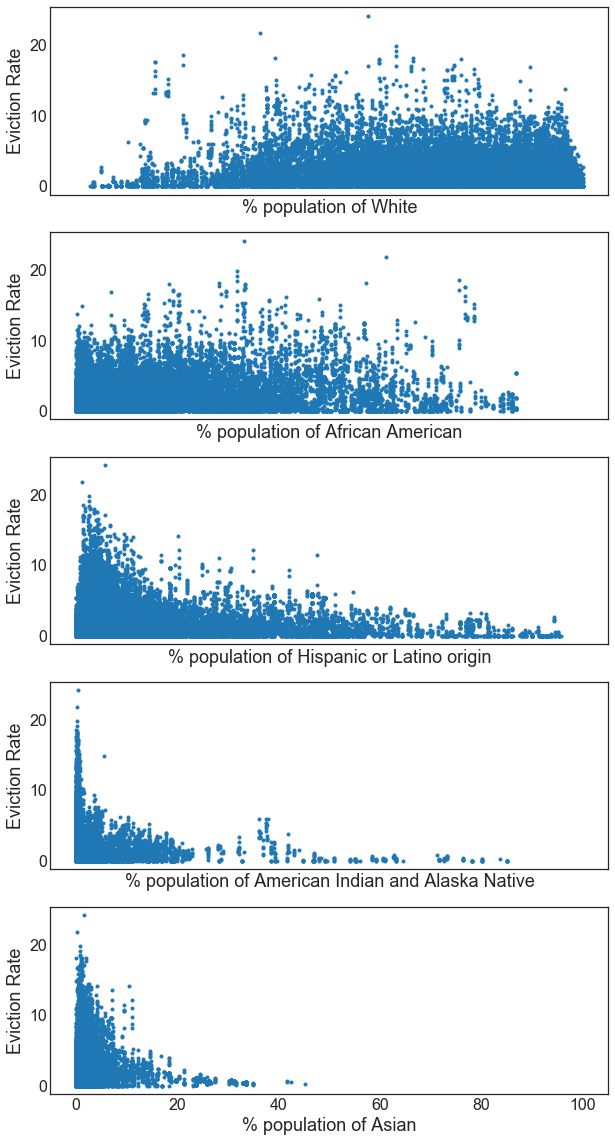 20
10
0
Eviction Rate
% population of White
20
10
0
Eviction Rate
% population of African American
20
10
0
Eviction Rate
% population of Hispanic or Latino origin
20
10
0
Eviction Rate
% population of American Indian and Alaska Native
20
10
0
Eviction Rate
0 20 40 60 80 100
% population of Asian